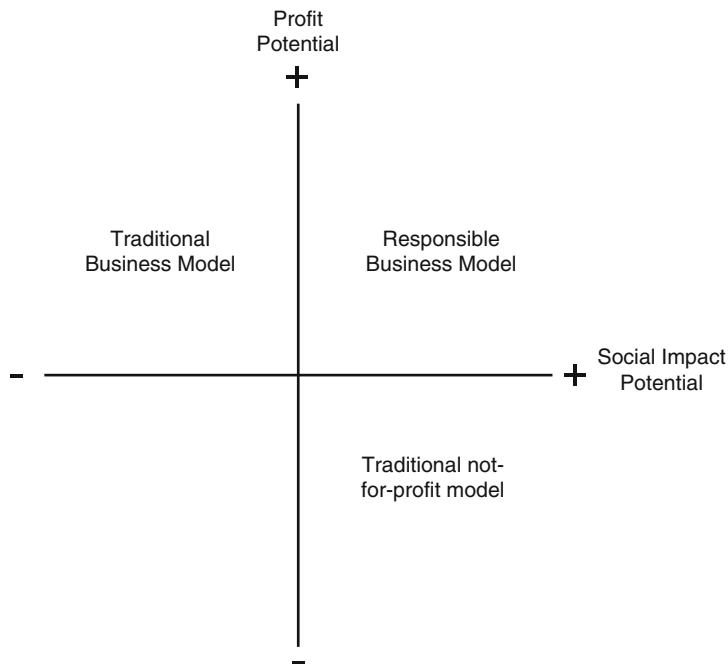 Profit
Potential
+
Traditional
Business Model
Responsible
Business Model
-
+
Social Impact
Potential
Traditional not-
for-profit model
-